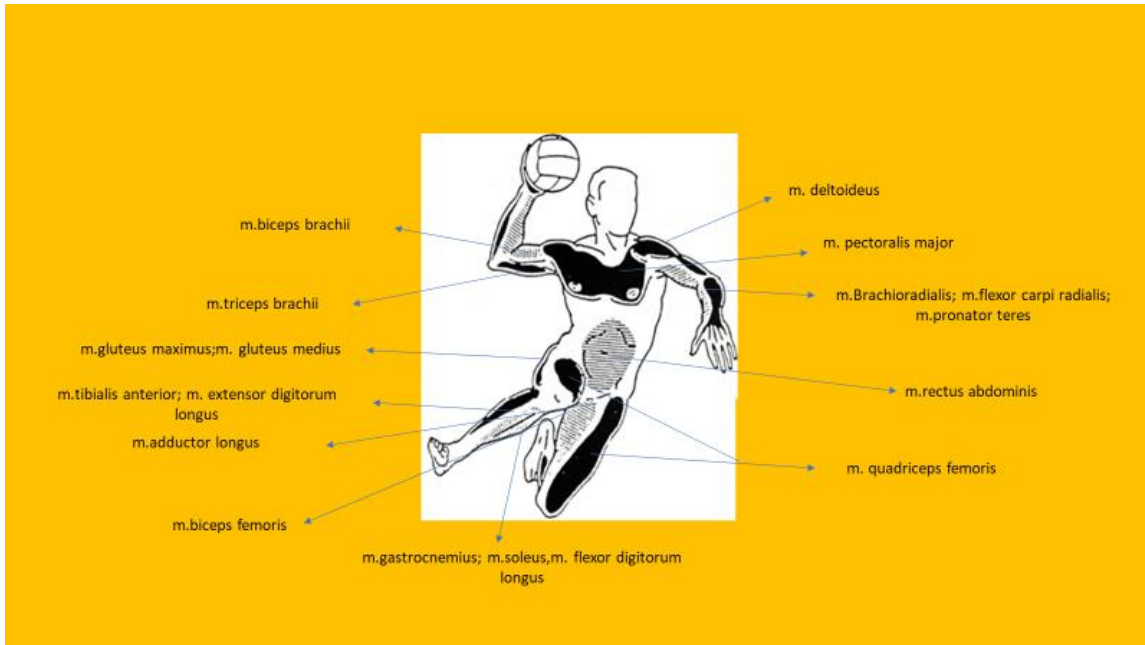 m. deltoideus
m.biceps brachii
m. pectoralis major
m.triceps brachii
m.Brachioradialis; m.flexor carpi radialis;
m.pronator teres
m.gluteus maximus;m. gluteus medius
m.tibialis anterior; m. extensor digitorum
longus
m.rectus abdominis
m.adductor longus
m. quadriceps femoris
m.biceps femoris
m.gastrocnemius; m.soleus,m. flexor digitorum
longus